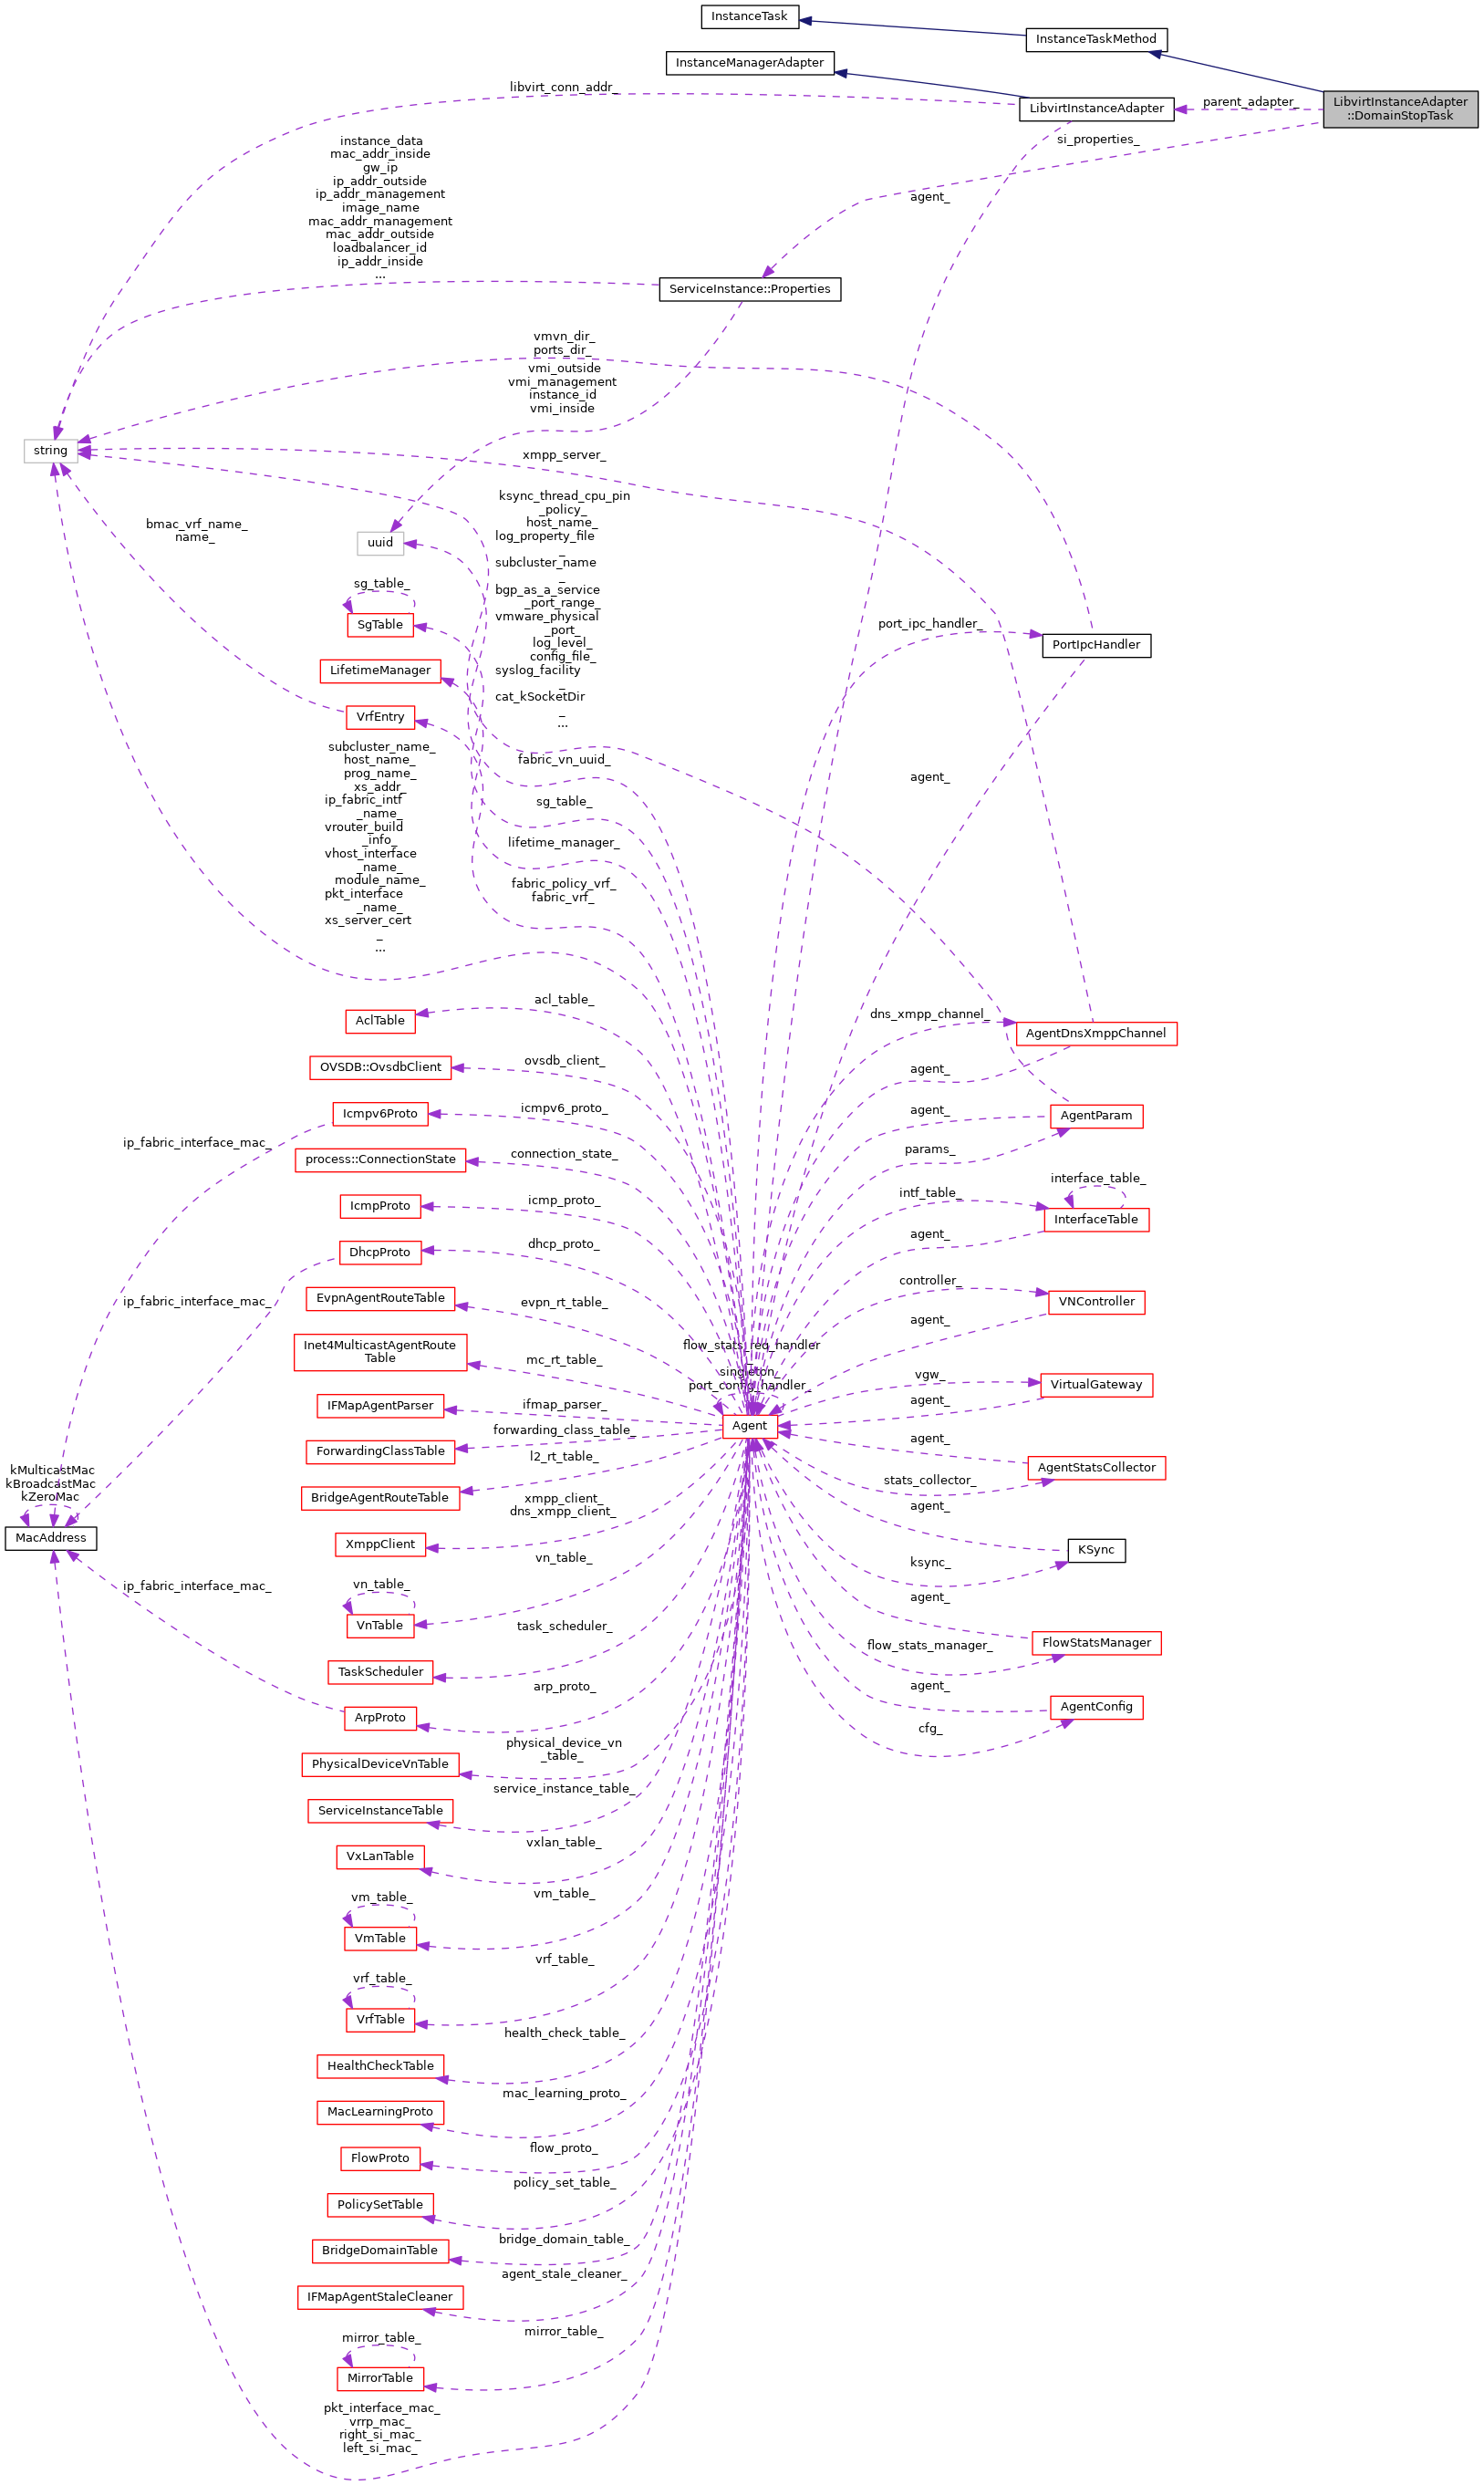 InstanceTask
InstanceTaskMethod
InstanceManagerAdapter
libvirt_conn_addr_
LibvirtInstanceAdapter
parent_adapter_
LibvirtInstanceAdapter
::DomainStopTask
si_properties_
instance_data
mac_addr_inside
gw_ip
ip_addr_outside
ip_addr_management
image_name
mac_addr_management
mac_addr_outside
loadbalancer_id
ip_addr_inside
...
agent_
ServiceInstance::Properties
vmvn_dir_
ports_dir_
vmi_outside
vmi_management
instance_id
vmi_inside
string
xmpp_server_
bmac_vrf_name_
name_
uuid
ksync_thread_cpu_pin
_policy_
host_name_
log_property_file
_
subcluster_name
_
bgp_as_a_service
_port_range_
vmware_physical
_port_
log_level_
config_file_
syslog_facility
_
cat_kSocketDir
_
...
sg_table_
SgTable
port_ipc_handler_
PortIpcHandler
LifetimeManager
VrfEntry
subcluster_name_
host_name_
prog_name_
xs_addr_
ip_fabric_intf
_name_
vrouter_build
_info_
vhost_interface
_name_
module_name_
pkt_interface
_name_
xs_server_cert
_
...
fabric_vn_uuid_
agent_
sg_table_
lifetime_manager_
fabric_policy_vrf_
fabric_vrf_
acl_table_
AclTable
dns_xmpp_channel_
AgentDnsXmppChannel
OVSDB::OvsdbClient
ovsdb_client_
agent_
Icmpv6Proto
icmpv6_proto_
agent_
AgentParam
ip_fabric_interface_mac_
process::ConnectionState
connection_state_
params_
IcmpProto
icmp_proto_
intf_table_
interface_table_
InterfaceTable
DhcpProto
dhcp_proto_
agent_
ip_fabric_interface_mac_
EvpnAgentRouteTable
evpn_rt_table_
controller_
VNController
agent_
Inet4MulticastAgentRoute
Table
mc_rt_table_
flow_stats_req_handler
_
singleton_
port_config_handler_
vgw_
VirtualGateway
IFMapAgentParser
ifmap_parser_
agent_
Agent
ForwardingClassTable
forwarding_class_table_
agent_
AgentStatsCollector
l2_rt_table_
stats_collector_
kMulticastMac
kBroadcastMac
kZeroMac
MacAddress
BridgeAgentRouteTable
xmpp_client_
dns_xmpp_client_
agent_
XmppClient
KSync
vn_table_
ksync_
ip_fabric_interface_mac_
vn_table_
VnTable
agent_
task_scheduler_
flow_stats_manager_
FlowStatsManager
TaskScheduler
arp_proto_
agent_
AgentConfig
ArpProto
cfg_
physical_device_vn
_table_
PhysicalDeviceVnTable
service_instance_table_
ServiceInstanceTable
vxlan_table_
VxLanTable
vm_table_
vm_table_
VmTable
vrf_table_
vrf_table_
VrfTable
health_check_table_
HealthCheckTable
mac_learning_proto_
MacLearningProto
flow_proto_
FlowProto
policy_set_table_
PolicySetTable
bridge_domain_table_
BridgeDomainTable
agent_stale_cleaner_
IFMapAgentStaleCleaner
mirror_table_
mirror_table_
MirrorTable
pkt_interface_mac_
vrrp_mac_
right_si_mac_
left_si_mac_